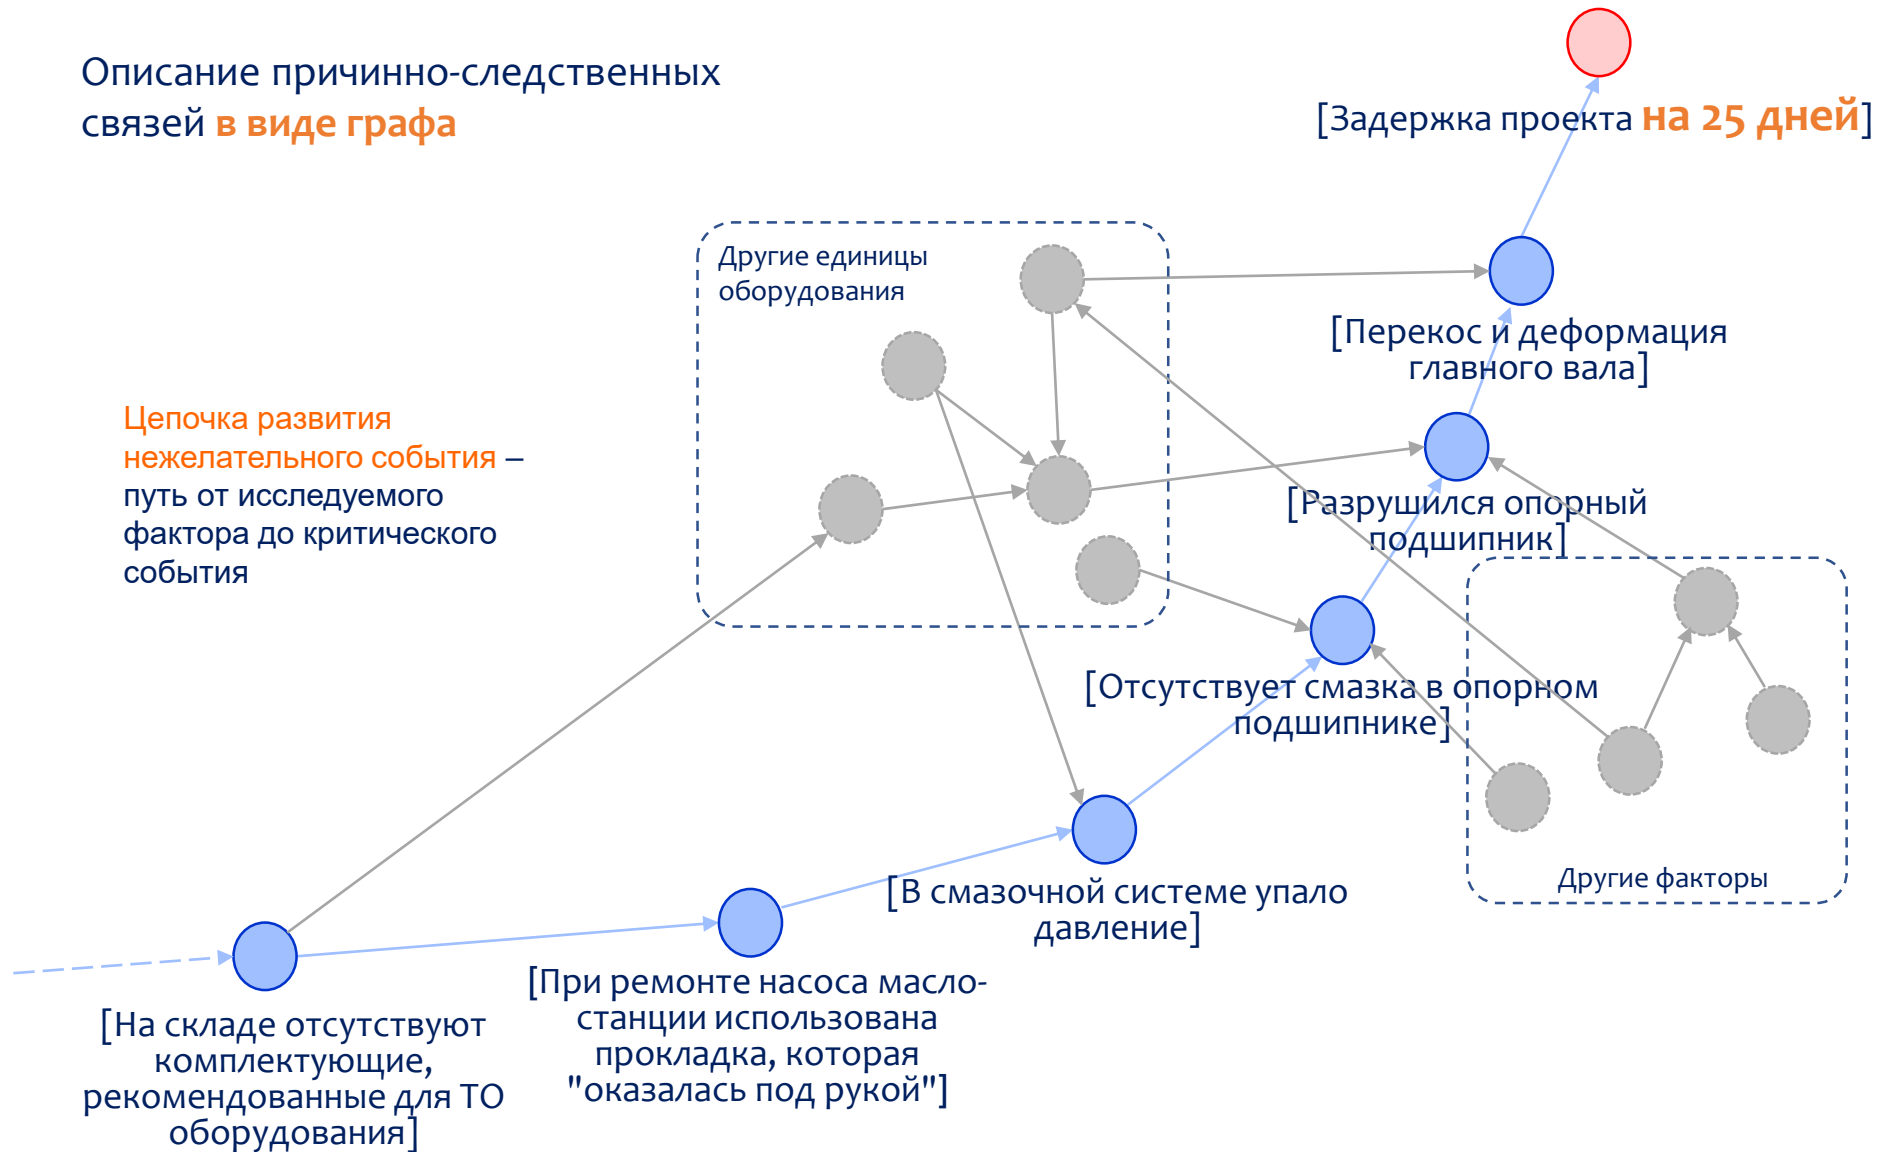 Описание причинно-следственных
связей в виде графа
[Задержка проекта на 25 дней]
Другие единицы
оборудования
[Перекос и деформация
главного вала]
Цепочка развития
нежелательного события –
путь от исследуемого
фактора до критического
события
[Разрушился опорный
подшипник]
[Отсутствует смазка в опорном
подшипнике]
Другие факторы
[В смазочной системе упало
давление]
[При ремонте насоса масло-
станции использована
прокладка, которая
"оказалась под рукой"]
[На складе отсутствуют
комплектующие,
рекомендованные для ТО
оборудования]